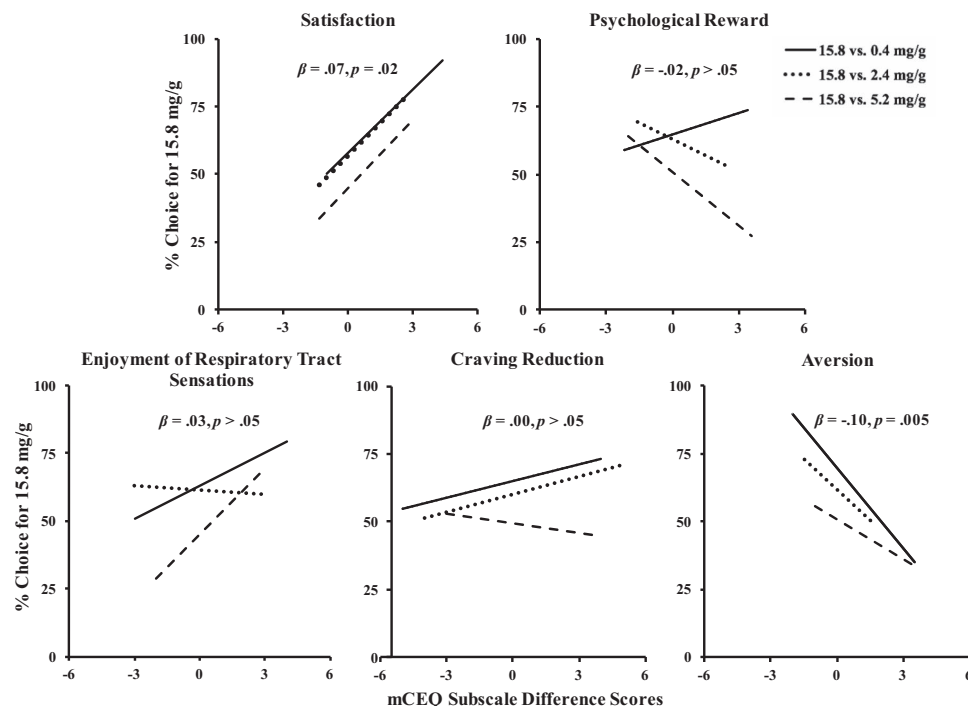 Satisfaction
Psychological Reward
100
75
50
25
0
-6
-3
0
3
6
β = .07, p = .02
100
75
50
25
0
-6
-3
0
3
6
β = -.02, p > .05
15.8 vs. 0.4 mg/g
15.8 vs. 2.4 mg/g
15.8 vs. 5.2 mg/g
% Choice for 15.8 mg/g
Enjoyment of Respiratory Tract
Sensations
Craving Reduction
Aversion
100
75
50
25
0
-6
-3
0
3
6
β = .03, p > .05
100
75
50
25
0
-6
-3
0
3
6
β = .00, p > .05
100
75
50
25
0
-6
-3
0
3
6
β = -.10, p = .005
% Choice for 15.8 mg/g
mCEQ Subscale Difference Scores